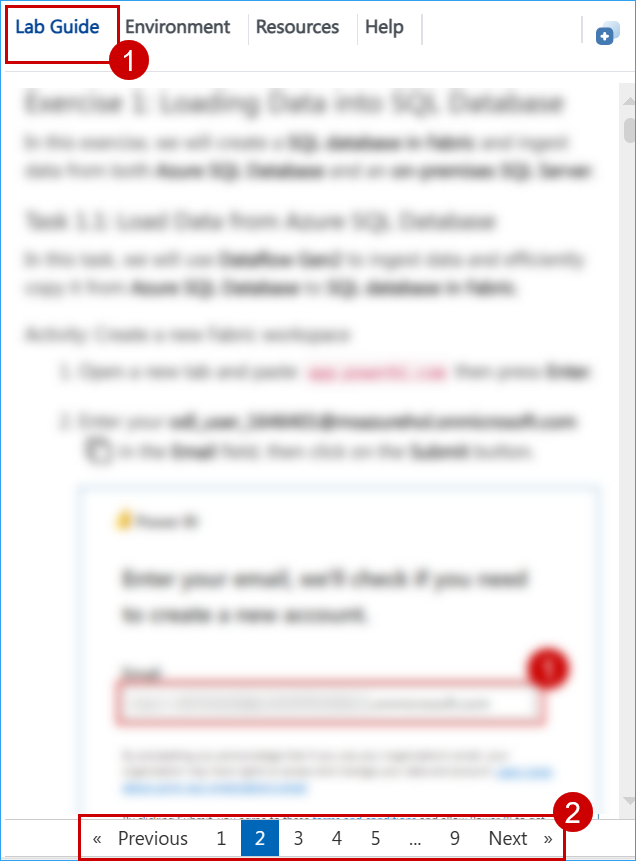 Lab Guide Environment Resources Help
1
Exercise 1: Loading Data into SQL Database
In this exercise, we will create a SQL database in Fabric and ingest
data from both Azure SQL Database and an on-premises SQL Server.
Task 1.1: Load Data from Azure SQL Database
In this task, we will use Dataflow Gen2 to ingest data and efficiently
copy it from Azure SQL Database to SQL database in Fabric.
Activity: Create a new Fabric workspace
1. Open a new tab and paste app.powerbi.com then press Enter.
2. Enter your
in the Email field, then click on the Submit button.
Power BI
Enter your email, we'll check if you need
to create a new account.
Email
1
2
« Previous 1 2 3 4 5 ... 9 Next »